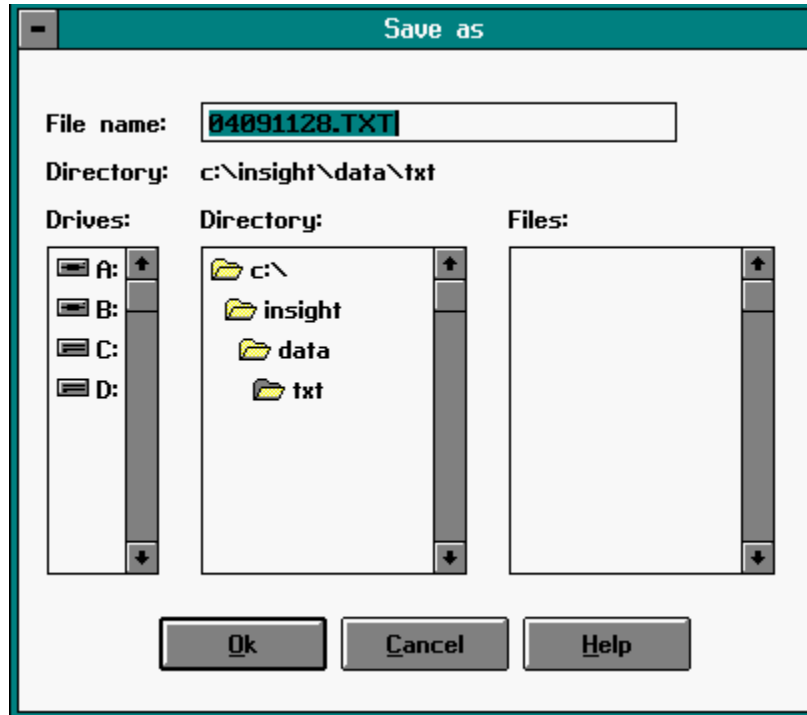 Save as
File name: 04091128.TXT
Directory: c:\insight\data\txt
Drives: Directory: Files:
A: c:\
B: insight
C: data
D: txt
Ok Cancel Help